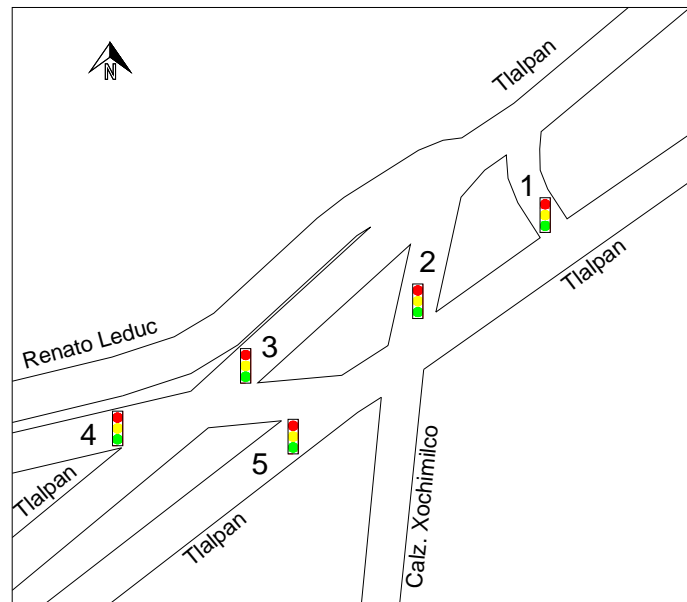 Tlalpan
N
1
Tlalpan
2
Renato Leduc
3
4
5
Tlalpan
Tlalpan
Calz. Xochimilco